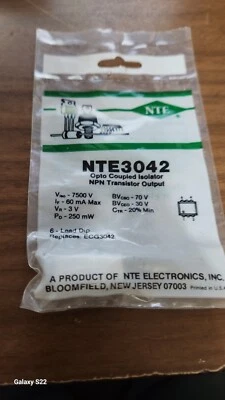 NTE
NTE3042
Opto Coupled Isolator
NPN Transistor Output
VISO - 7500 V
IF - 60 mA Max
VR - 3 V
PD - 250 mW
BVCBO - 70 V
BVCEO - 30 V
CTR - 20% Min
6 - Lead Dip
Replaces: ECG3042
A PRODUCT OF NTE ELECTRONICS, INC.
BLOOMFIELD, NEW JERSEY 07003 Printed in U.S.
Galaxy S22